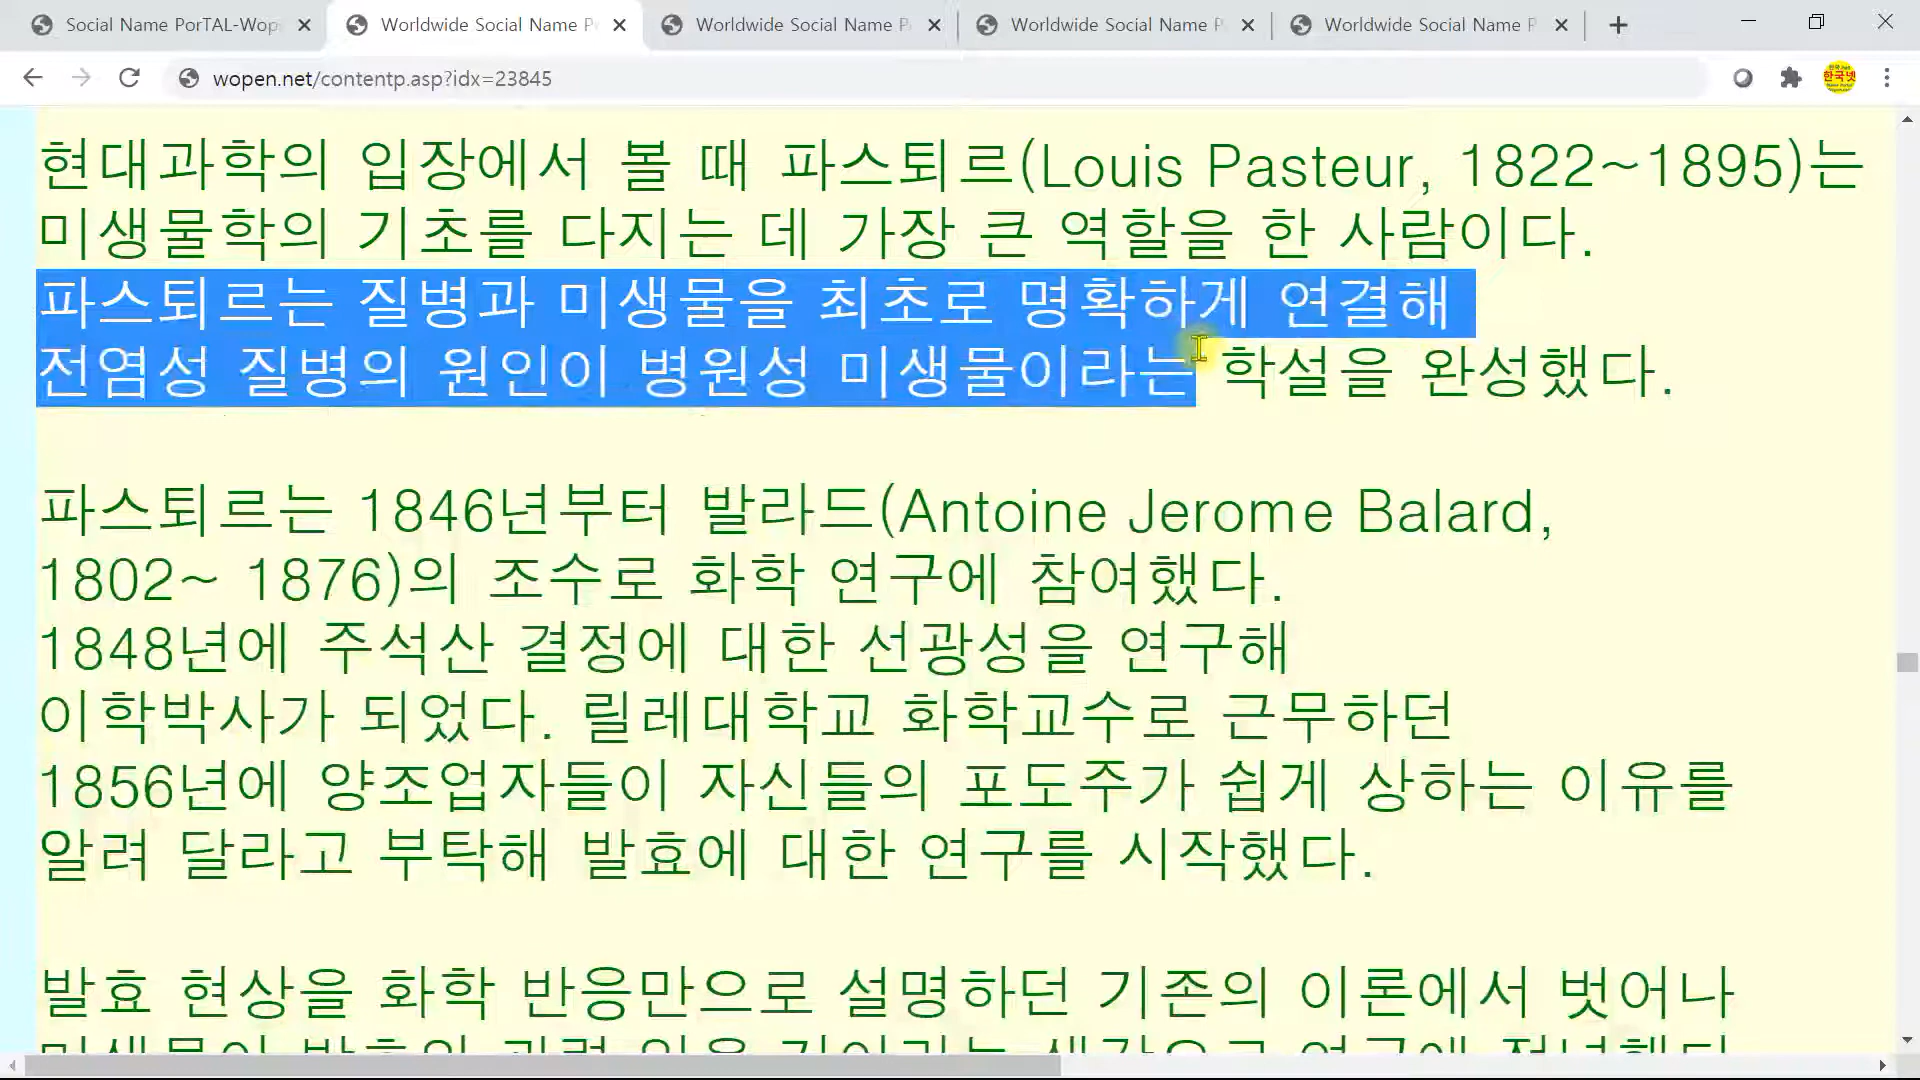 Social Name PorTAL-Wop
Worldwide Social Name P
Worldwide Social Name P
Worldwide Social Name P
Worldwide Social Name P
wopen.net/contentp.asp?idx=23845
한국넷
현대과학의 입장에서 볼 때 파스퇴르(Louis Pasteur, 1822~1895)는
미생물학의 기초를 다지는 데 가장 큰 역할을 한 사람이다.
파스퇴르는 질병과 미생물을 최초로 명확하게 연결해
전염성 질병의 원인이 병원성 미생물이라는 학설을 완성했다.
파스퇴르는 1846년부터 발라드(Antoine Jerome Balard,
1802~ 1876)의 조수로 화학 연구에 참여했다.
1848년에 주석산 결정에 대한 선광성을 연구해
이학박사가 되었다. 릴레대학교 화학교수로 근무하던
1856년에 양조업자들이 자신들의 포도주가 쉽게 상하는 이유를
알려 달라고 부탁해 발효에 대한 연구를 시작했다.
발효 현상을 화학 반응만으로 설명하던 기존의 이론에서 벗어나